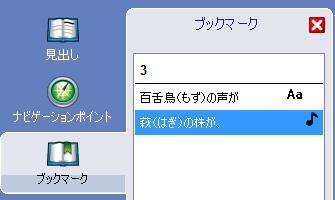 見出し
ナビゲーションポイント
ブックマーク
ブックマーク
3
百舌鳥(もず)の声が Aa
萩(はぎ)の株が、